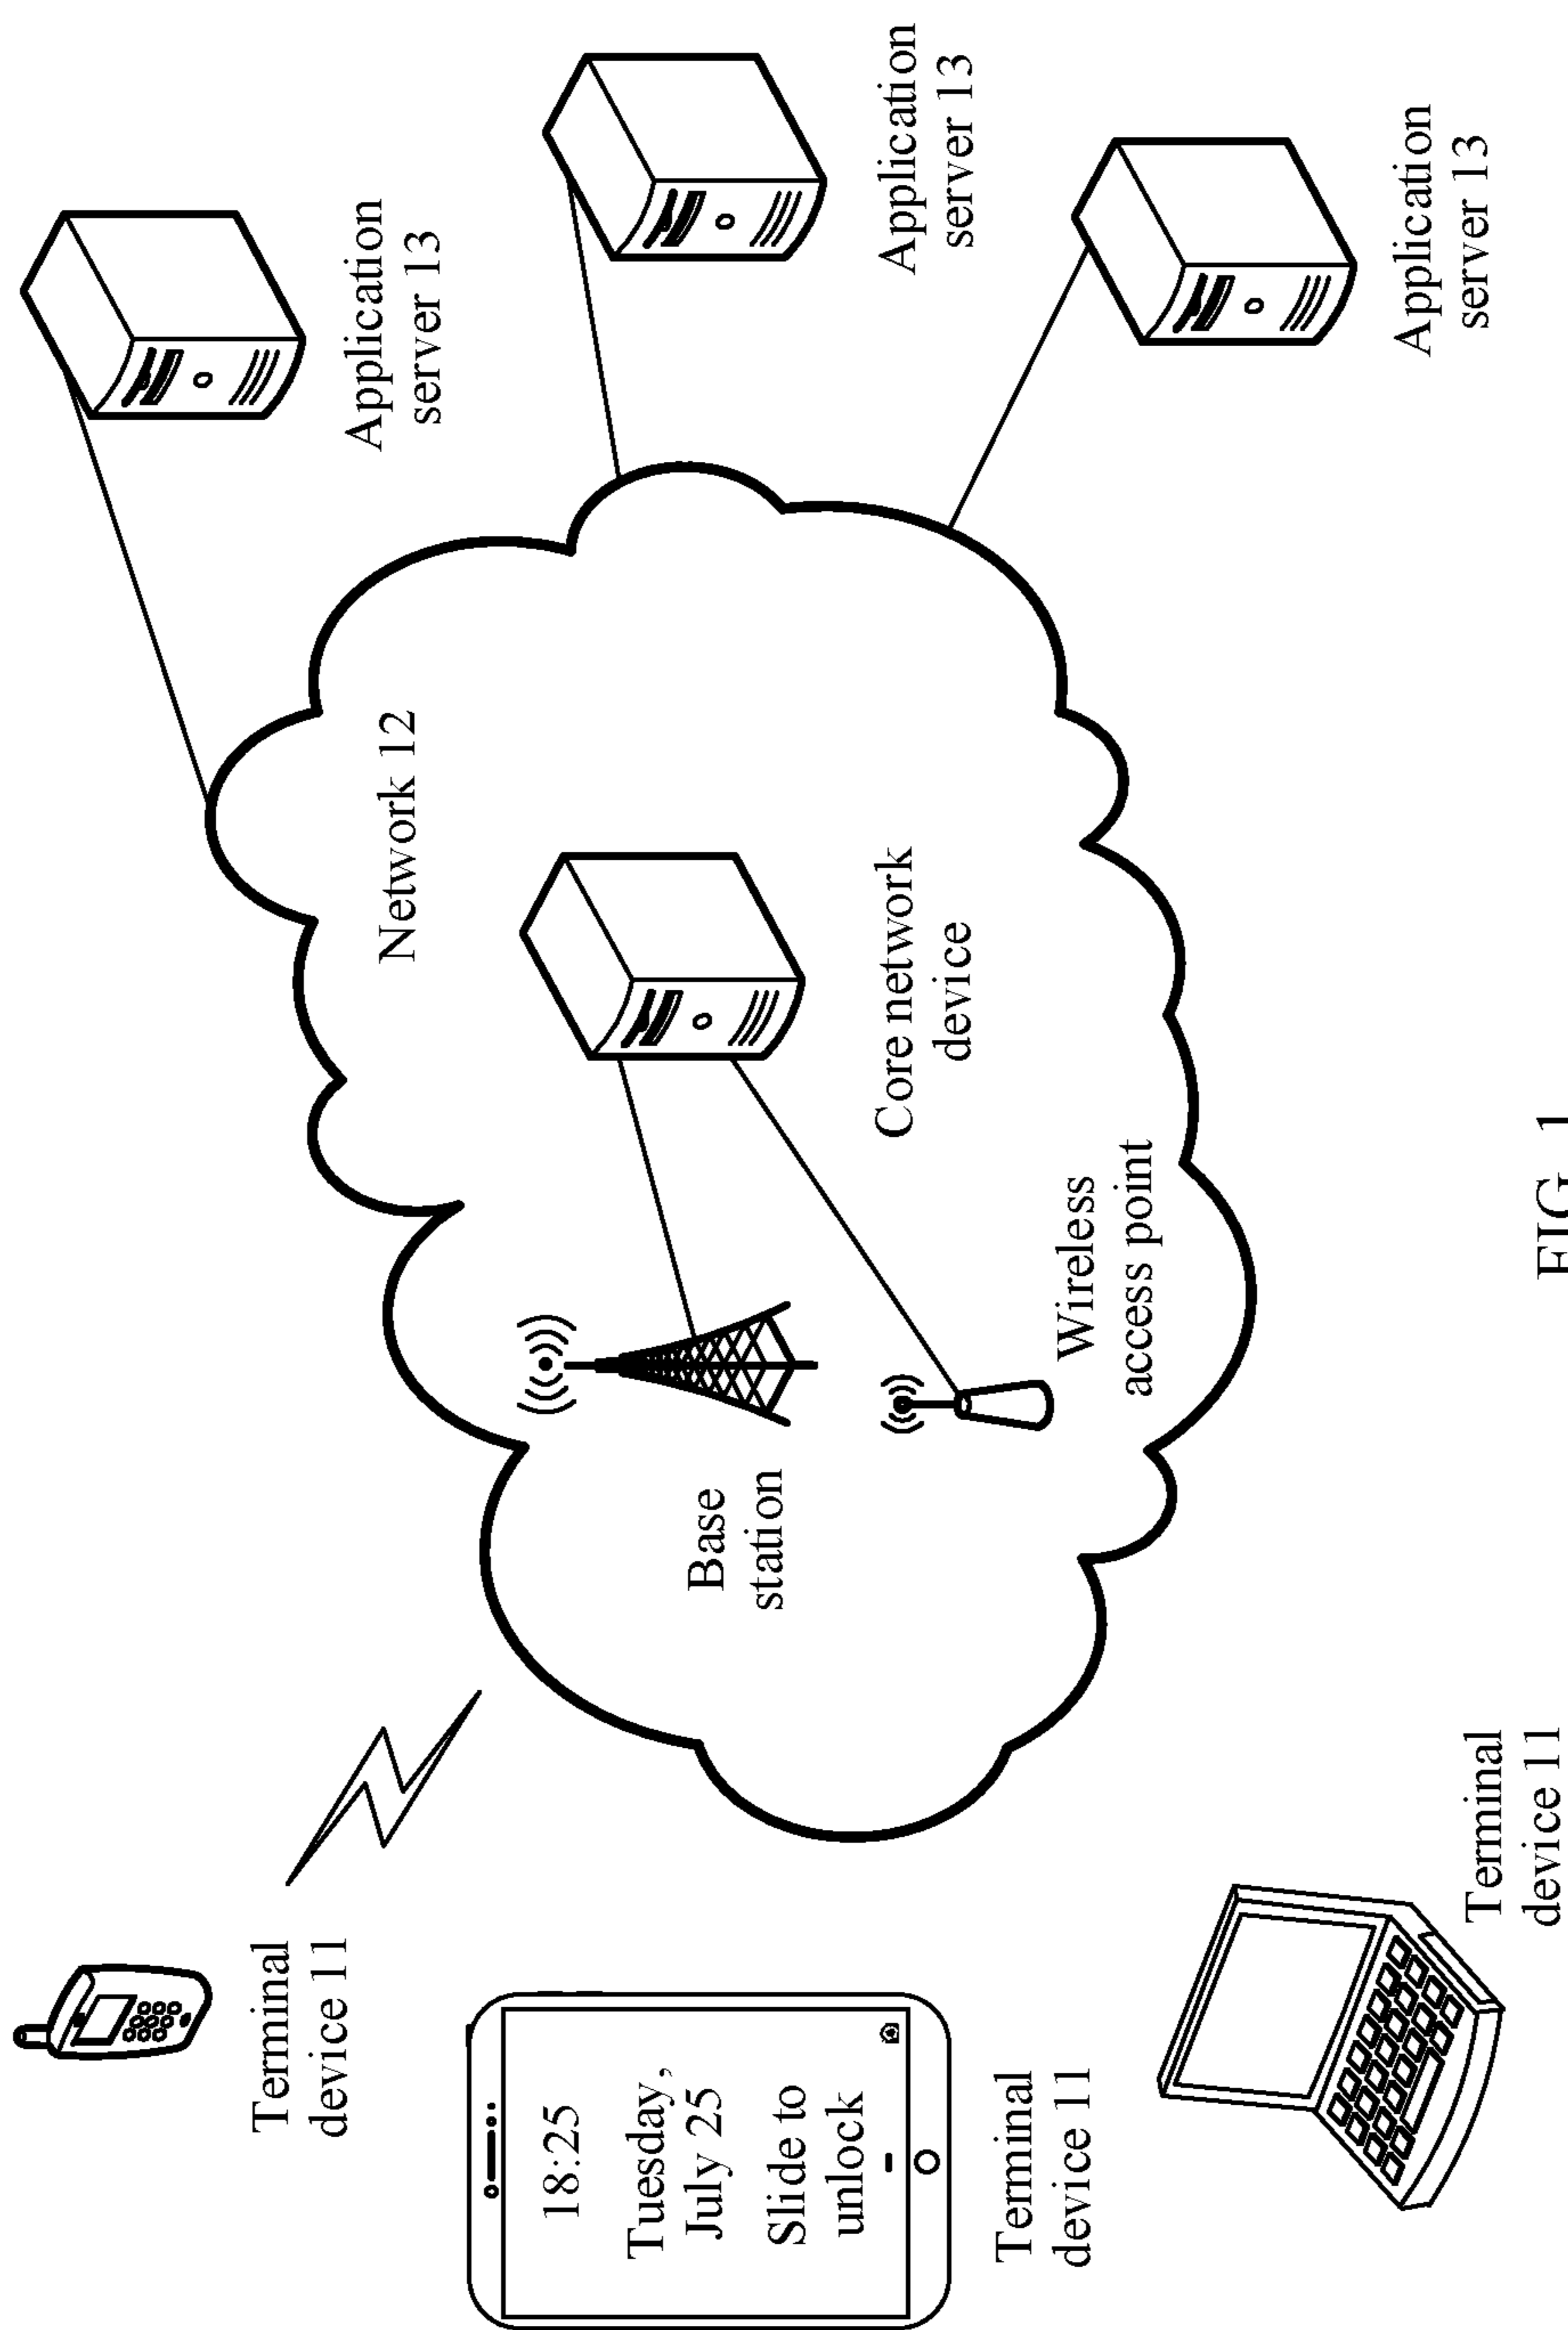 Terminal
device 11
18:25
Tuesday,
July 25
Slide to
unlock
Terminal
device 11
Terminal
device 11
Network 12
Base
station
Wireless
access point
Core network
device
Application
server 13
Application
server 13
Application
server 13
FIG. 1